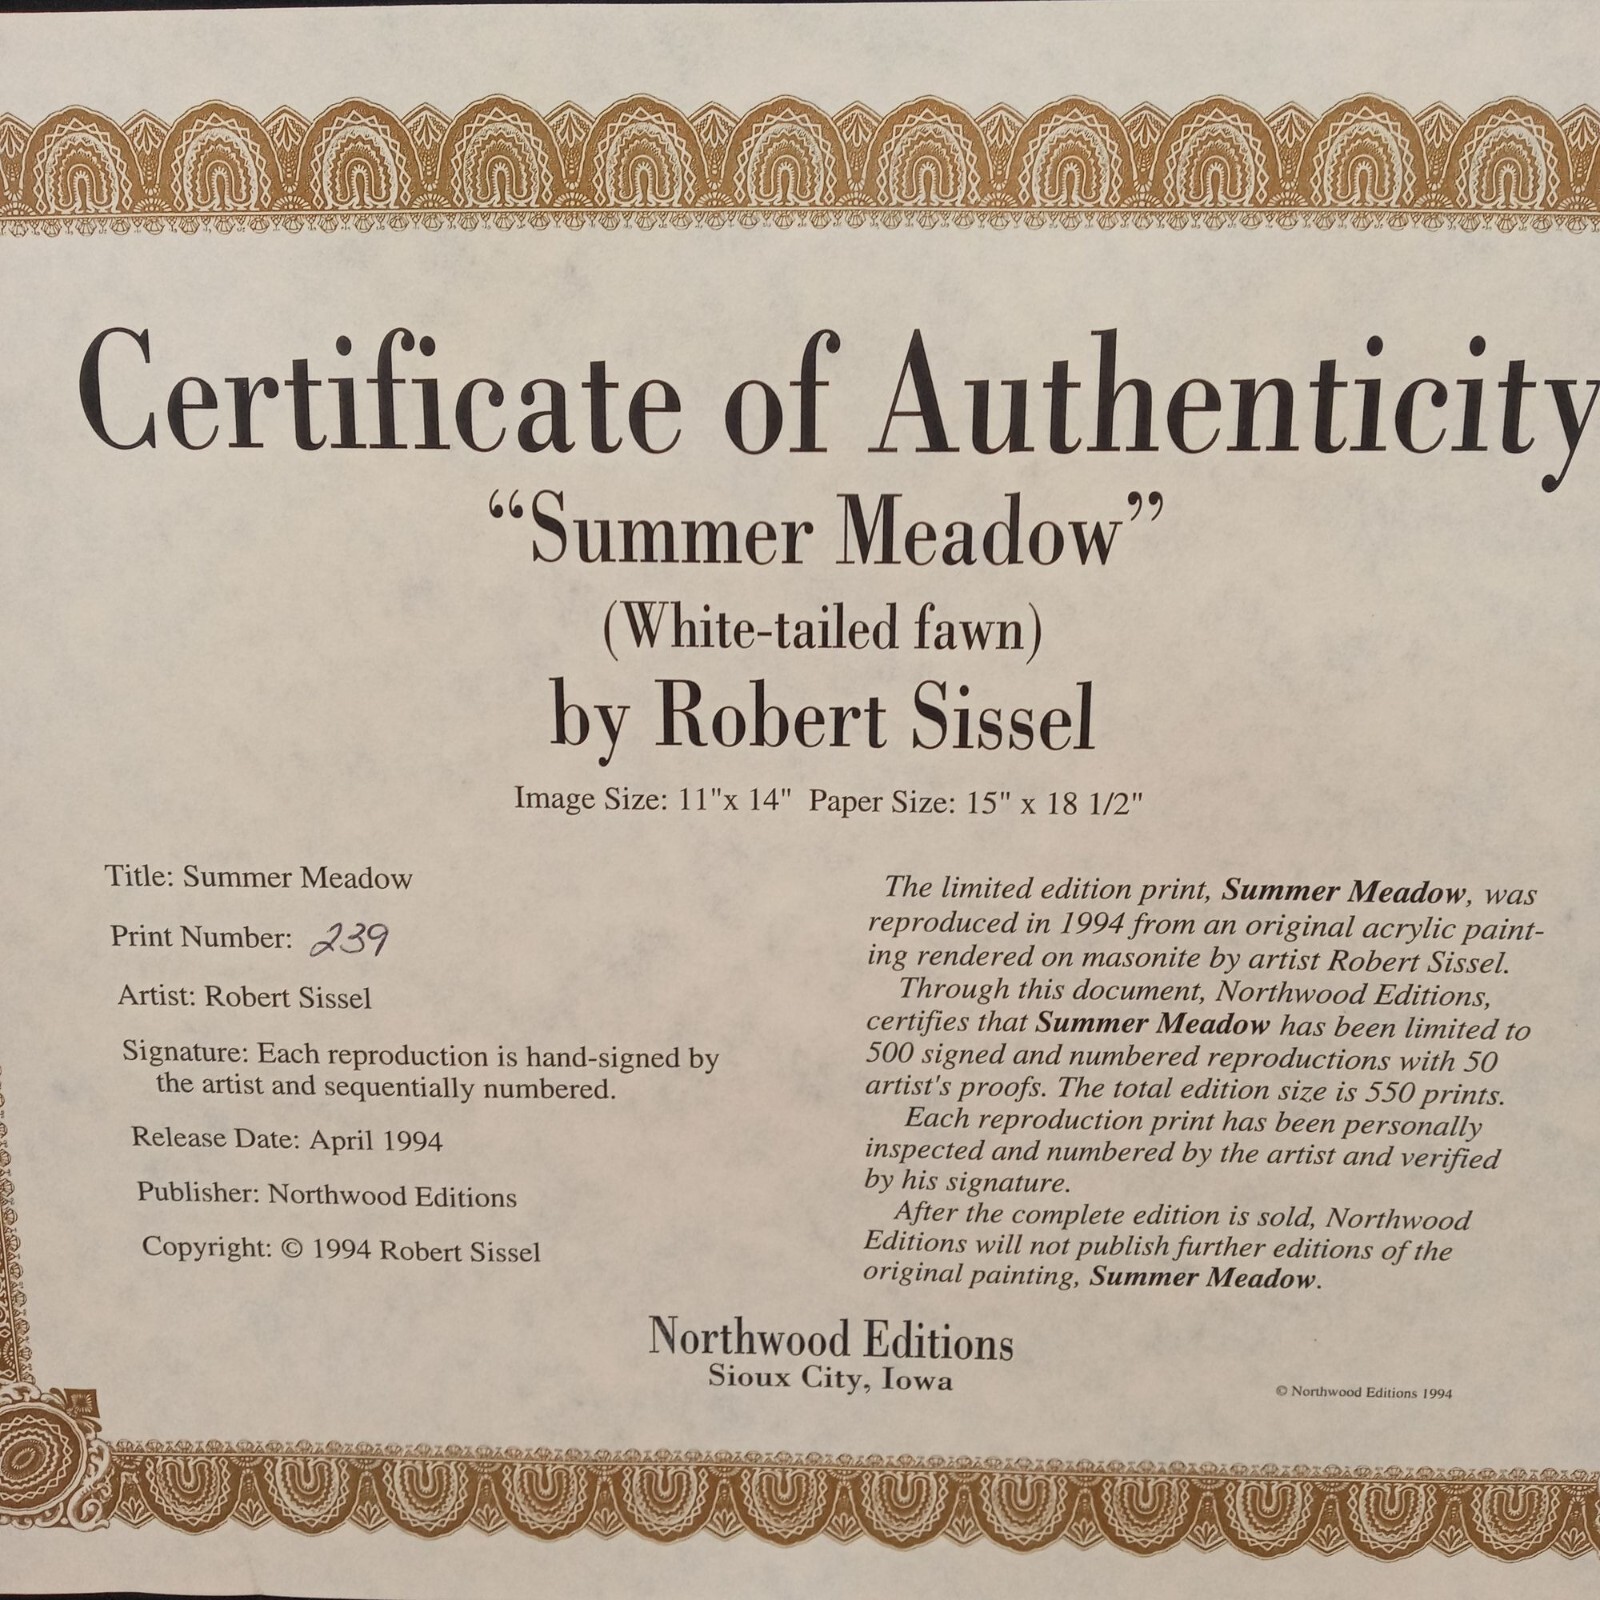 Certificate of Authenticity
“Summer Meadow”
(White-tailed fawn)
by Robert Sissel
Image Size: 11"x 14" Paper Size: 15" x 18 1/2"
Title: Summer Meadow
Print Number: 239
Artist: Robert Sissel
Signature: Each reproduction is hand-signed by
the artist and sequentially numbered.
Release Date: April 1994
Publisher: Northwood Editions
Copyright: © 1994 Robert Sissel
The limited edition print, Summer Meadow, was
reproduced in 1994 from an original acrylic paint-
ing rendered on masonite by artist Robert Sissel.
Through this document, Northwood Editions,
certifies that Summer Meadow has been limited to
500 signed and numbered reproductions with 50
artist's proofs. The total edition size is 550 prints.
Each reproduction print has been personally
inspected and numbered by the artist and verified
by his signature.
After the complete edition is sold, Northwood
Editions will not publish further editions of the
original painting, Summer Meadow.
Northwood Editions
Sioux City, Iowa
© Northwood Editions 1994